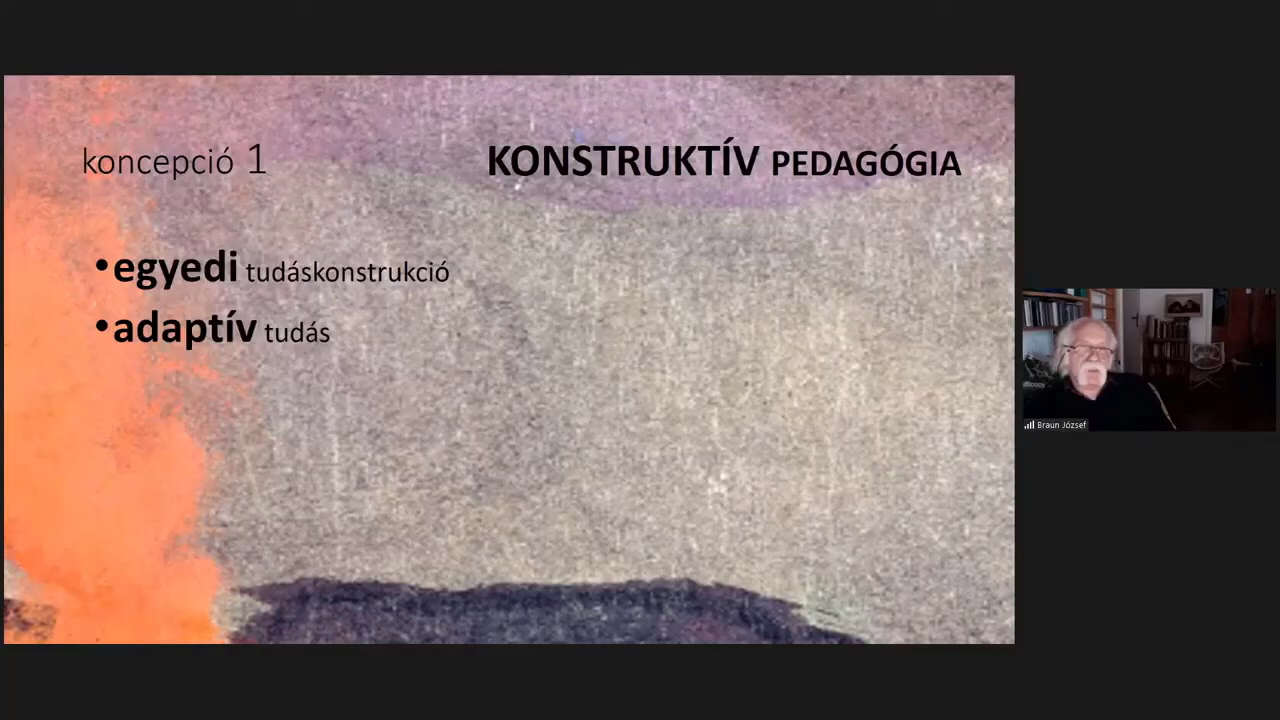 koncepció 1
KONSTRUKTÍV PEDAGÓGIA
•egyedi tudáskonstrukció
•adaptív tudás
Braun József